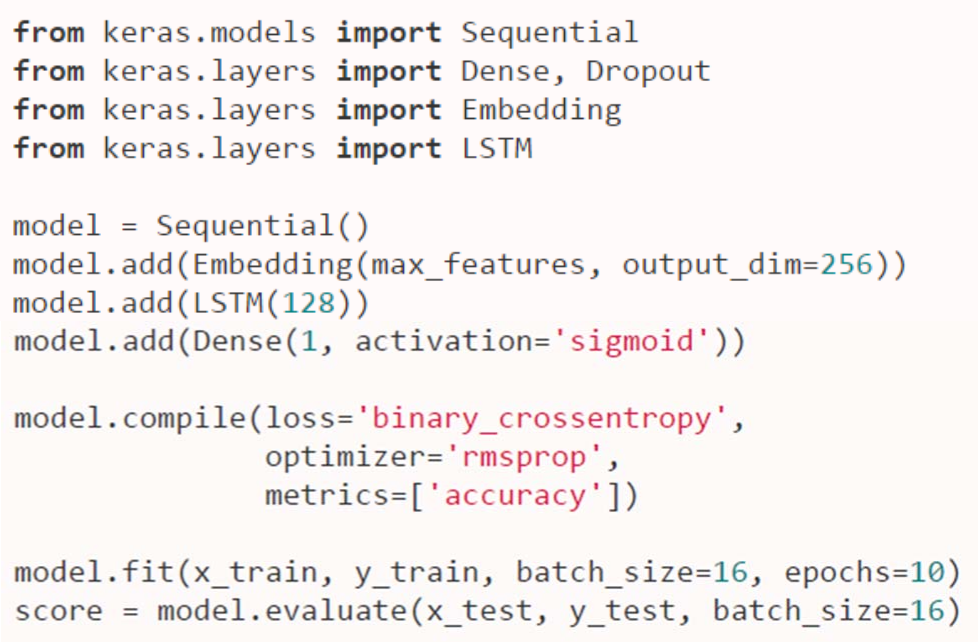 from keras.models import Sequential
from keras.layers import Dense, Dropout
from keras.layers import Embedding
from keras.layers import LSTM

model = Sequential()
model.add(Embedding(max_features, output_dim=256))
model.add(LSTM(128))
model.add(Dense(1, activation='sigmoid'))

model.compile(loss='binary_crossentropy',
              optimizer='rmsprop',
              metrics=['accuracy'])

model.fit(x_train, y_train, batch_size=16, epochs=10)
score = model.evaluate(x_test, y_test, batch_size=16)